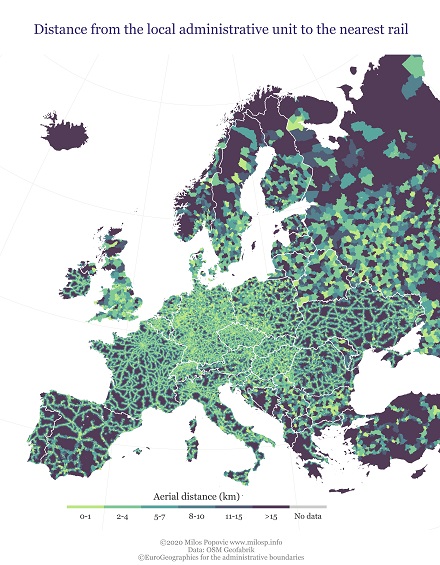 Distance from the local administrative unit to the nearest rail
Aerial distance (km)
0-1 2-4 5-7 8-10 11-15 >15 No data
©2020 Milos Popovic www.milosp.info
Data: OSM Geofabrik
©EuroGeographics for the administrative boundaries